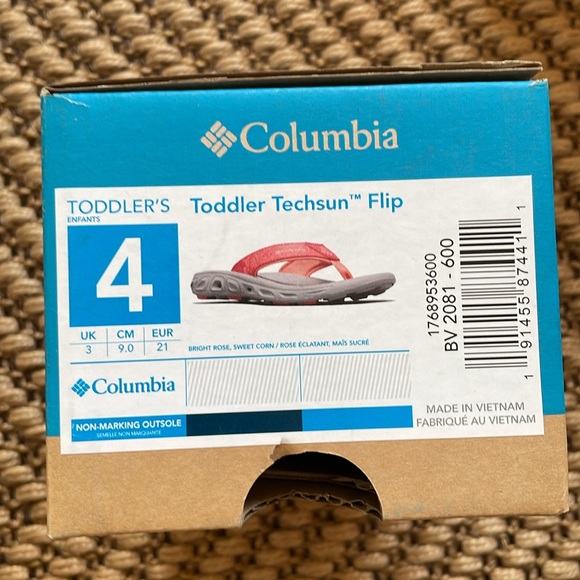 Columbia
TODDLER'S
ENFANTS
Toddler Techsun™ Flip
4
UK CM EUR
3 9.0 21
BRIGHT ROSE, SWEET CORN / ROSE ÉCLATANT, MAÏS SUCRÉ
Columbia
NON-MARKING OUTSOLE
SEMELLE NON MARQUANTE
1768953600
BV 2081 - 600
1 91455 87441 1
MADE IN VIETNAM
FABRIQUÉ AU VIETNAM